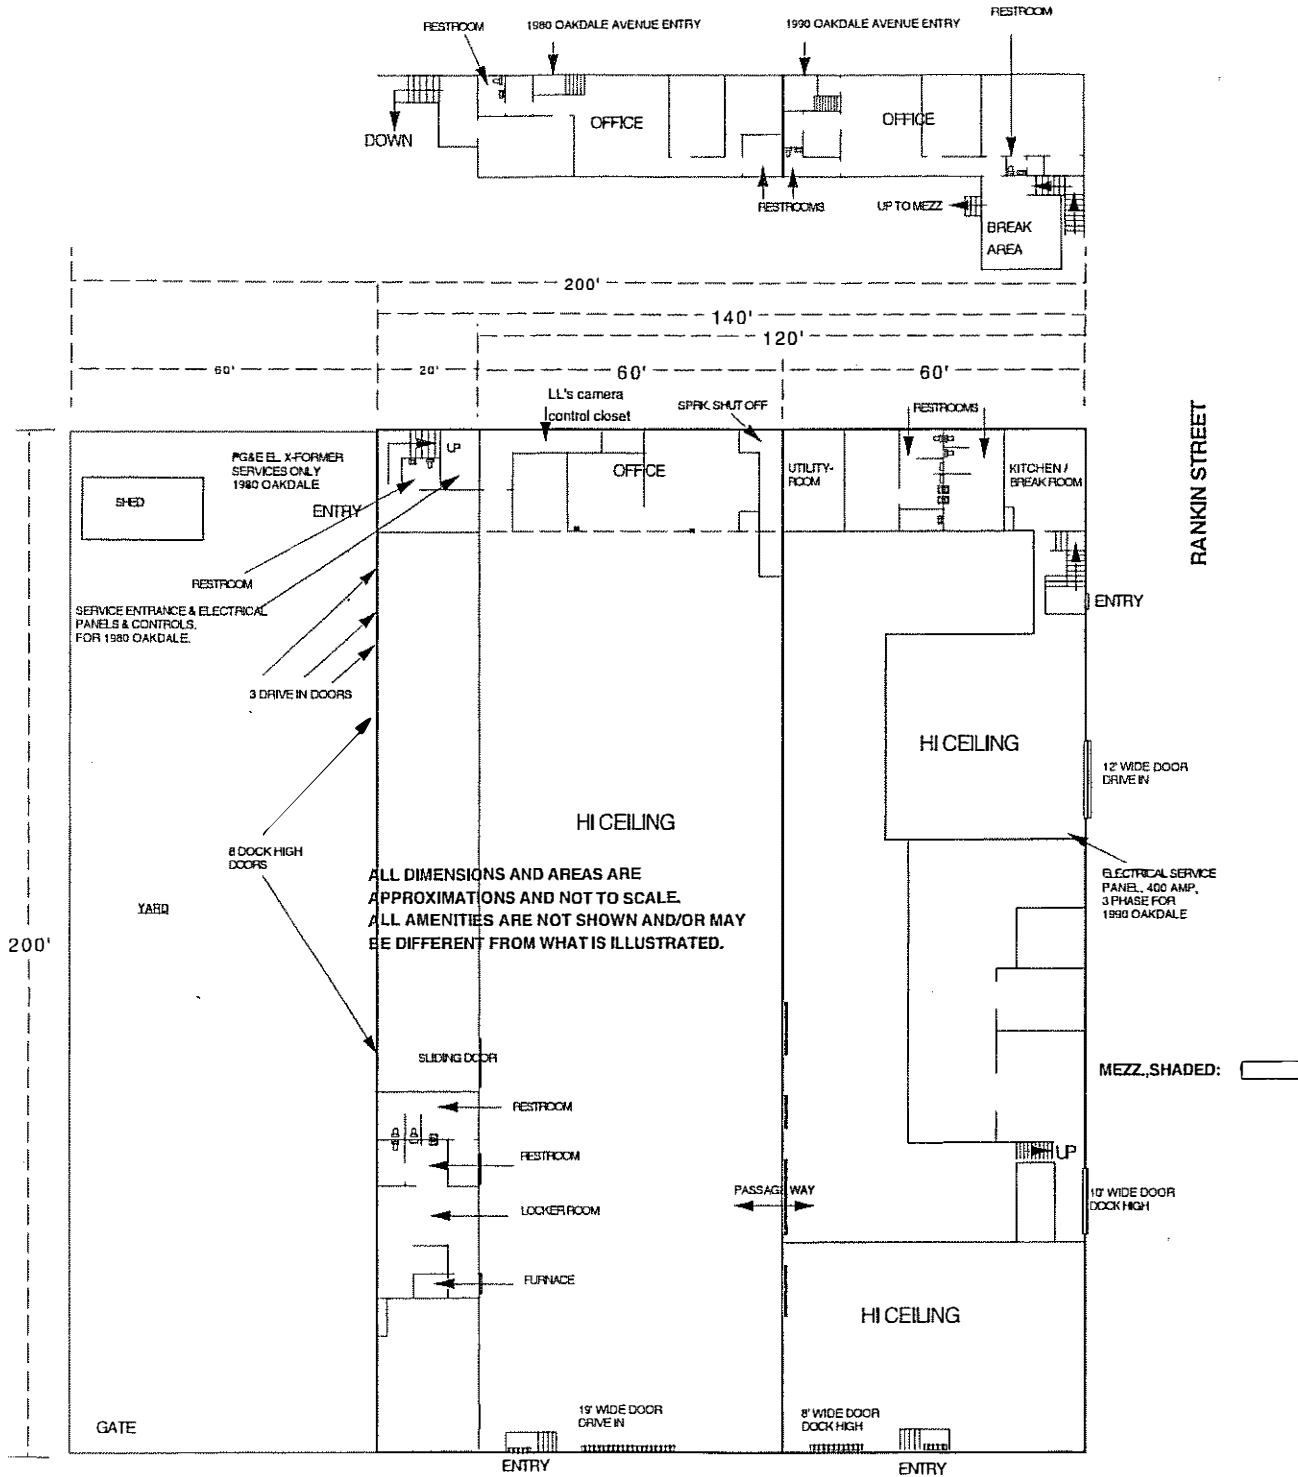 RESTROOM
1980 OAKDALE AVENUE ENTRY
1990 OAKDALE AVENUE ENTRY
RESTROOM
OFFICE
OFFICE
DOWN
RESTROOMS
UP TO MEZZ
BREAK
AREA
200'
140'
120'
60'
20'
60'
60'
LL's camera
control closet
SPRK. SHUT OFF
RESTROOMS
RANKIN STREET
UP
PG&E EL. X-FORMER
SERVICES ONLY
1980 OAKDALE
OFFICE
UTILITY-
ROOM
KITCHEN /
BREAK ROOM
SHED
ENTRY
RESTROOM
SERVICE ENTRANCE & ELECTRICAL
PANELS & CONTROLS,
FOR 1980 OAKDALE.
ENTRY
3 DRIVE IN DOORS
HI CEILING
12' WIDE DOOR
DRIVE IN
HI CEILING
8 DOCK HIGH
DOORS
ALL DIMENSIONS AND AREAS ARE
APPROXIMATIONS AND NOT TO SCALE.
ALL AMENITIES ARE NOT SHOWN AND/OR MAY
BE DIFFERENT FROM WHAT IS ILLUSTRATED.
ELECTRICAL SERVICE
PANEL, 400 AMP,
3 PHASE FOR
1990 OAKDALE
YARD
200'
SLIDING DOOR
MEZZ.,SHADED:
RESTROOM
RESTROOM
UP
PASSAGE WAY
10' WIDE DOOR
DOCK HIGH
LOCKER ROOM
FURNACE
HI CEILING
GATE
19' WIDE DOOR
DRIVE IN
8' WIDE DOOR
DOCK HIGH
ENTRY
ENTRY